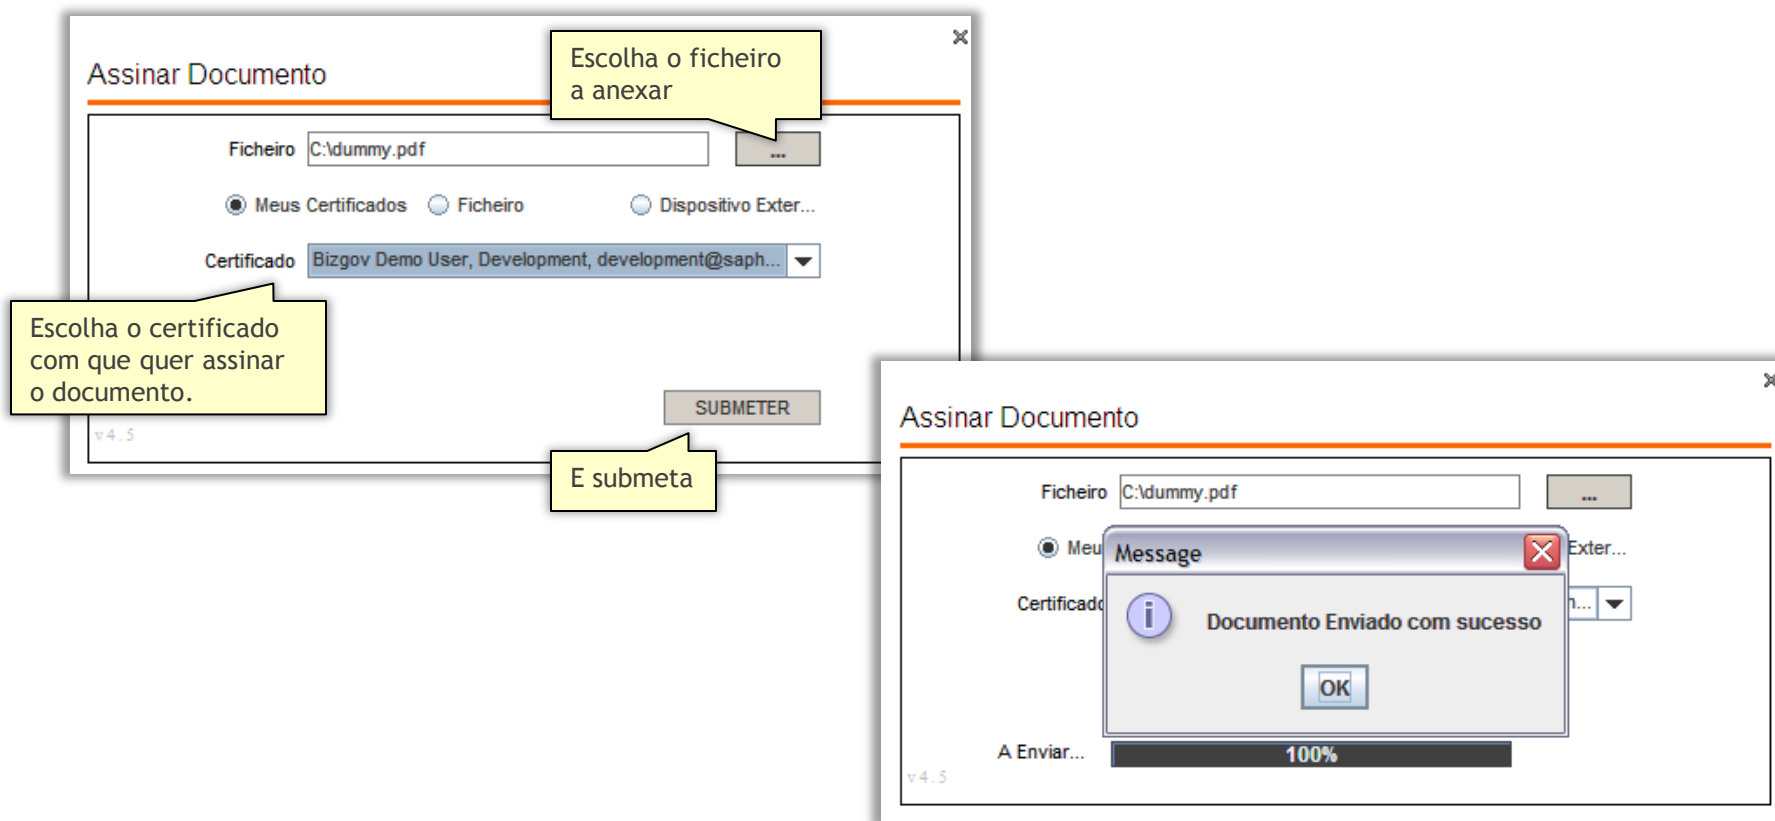 Assinar Documento
Escolha o ficheiro
a anexar
Ficheiro C:\dummy.pdf ...
Meus Certificados Ficheiro Dispositivo Exter...
Certificado Bizgov Demo User, Development, development@saph...
Escolha o certificado
com que quer assinar
o documento.
SUBMETER
v4.5
E submeta
Assinar Documento
Ficheiro C:\dummy.pdf ...
Meu Exter...
Message
Certificado
Documento Enviado com sucesso
OK
A Enviar... 100%
v4.5